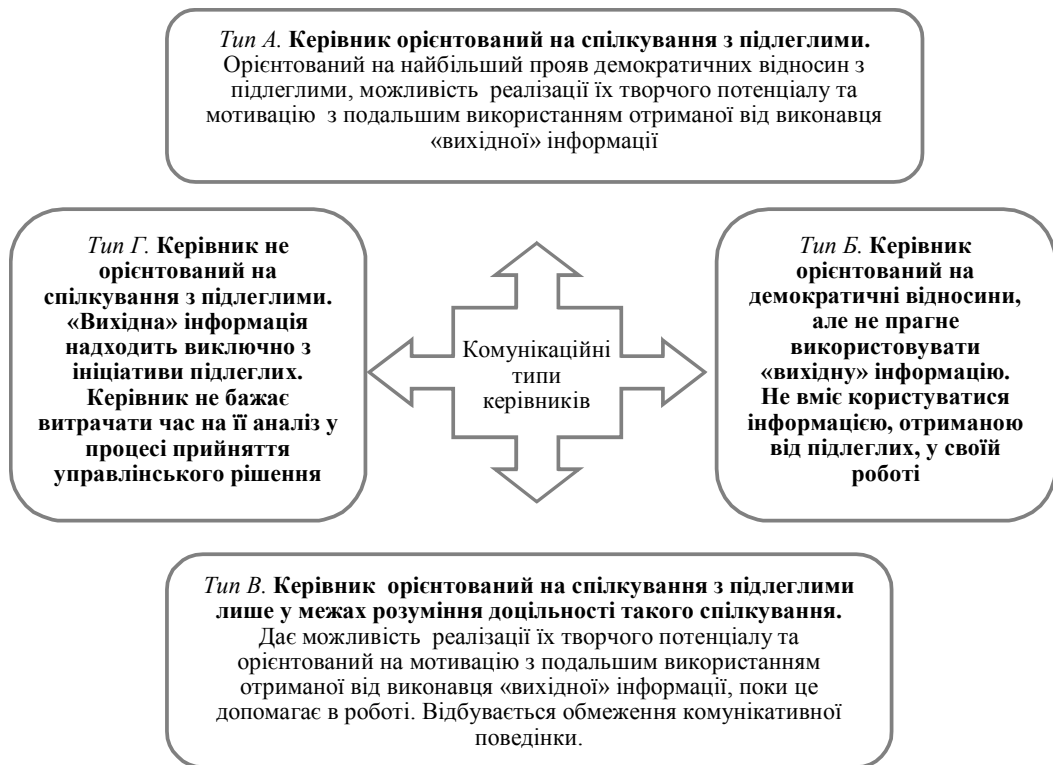 Тип А. Керівник орієнтований на спілкування з підлеглими.
Орієнтований на найбільший прояв демократичних відносин з
підлеглими, можливість реалізації їх творчого потенціалу та
мотивацію з подальшим використанням отриманої від виконавця
«вихідної» інформації
Тип Г. Керівник не
орієнтований на
спілкування з підлеглими.
«Вихідна» інформація
надходить виключно з
ініціативи підлеглих.
Керівник не бажає
витрачати час на її аналіз у
процесі прийняття
управлінського рішення
Комунікаційні
типи
керівників
Тип Б. Керівник
орієнтований на
демократичні відносини,
але не прагне
використовувати
«вихідну» інформацію.
Не вміє користуватися
інформацією, отриманою
від підлеглих, у своїй
роботі
Тип В. Керівник орієнтований на спілкування з підлеглими
лише у межах розуміння доцільності такого спілкування.
Дає можливість реалізації їх творчого потенціалу та
орієнтований на мотивацію з подальшим використанням
отриманої від виконавця «вихідної» інформації, поки це
допомагає в роботі. Відбувається обмеження комунікативної
поведінки.